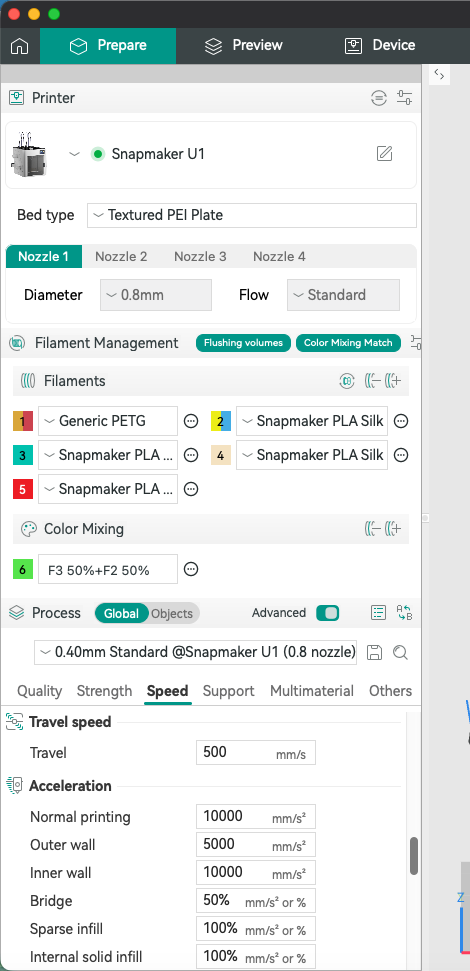 Prepare Preview Device
Printer
Snapmaker U1
Bed type Textured PEI Plate
Nozzle 1 Nozzle 2 Nozzle 3 Nozzle 4
Diameter 0.8mm Flow Standard
Filament Management Flushing volumes Color Mixing Match
Filaments
1 Generic PETG 2 Snapmaker PLA Silk
3 Snapmaker PLA ... 4 Snapmaker PLA Silk
5 Snapmaker PLA ...
Color Mixing
6 F3 50%+F2 50%
Process Global Objects Advanced
0.40mm Standard @Snapmaker U1 (0.8 nozzle)
Quality Strength Speed Support Multimaterial Others
Travel speed
Travel 500 mm/s
Acceleration
Normal printing 10000 mm/s²
Outer wall 5000 mm/s²
Inner wall 10000 mm/s²
Bridge 50% mm/s² or %
Sparse infill 100% mm/s² or %
Internal solid infill 100% mm/s² or %
Z